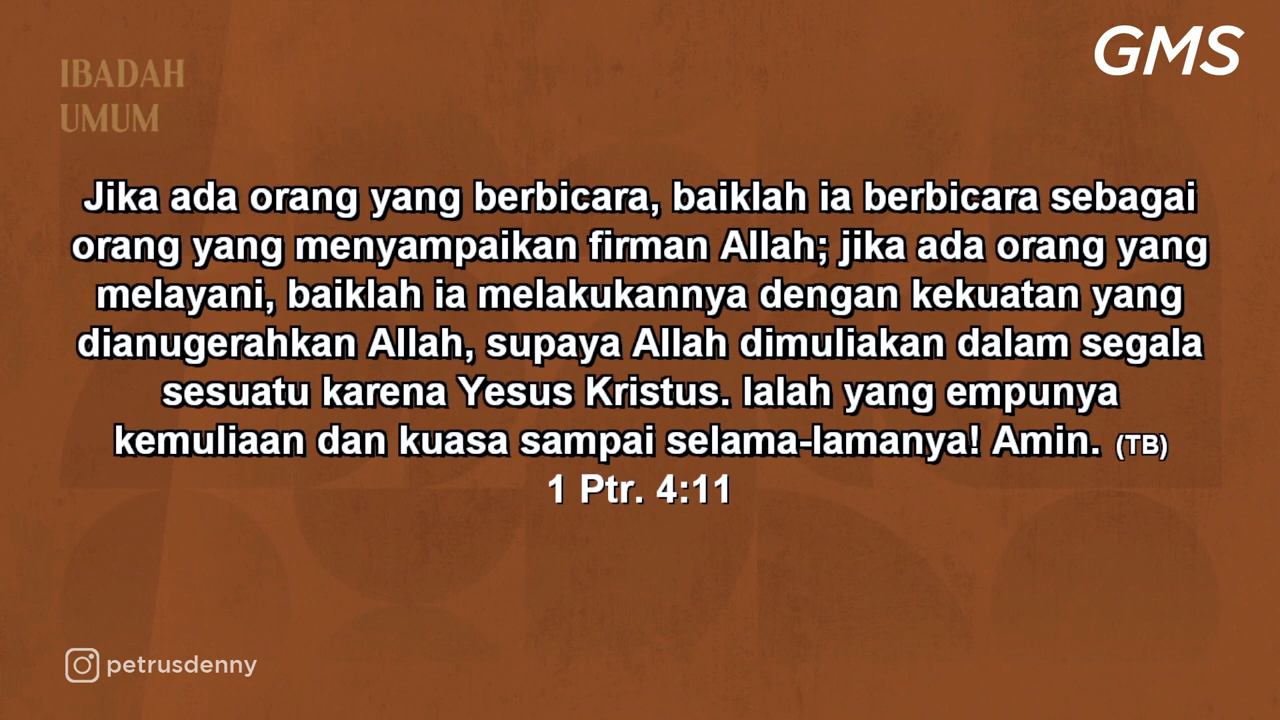 GMS
IBADAH
UMUM
Jika ada orang yang berbicara, baiklah ia berbicara sebagai
orang yang menyampaikan firman Allah; jika ada orang yang
melayani, baiklah ia melakukannya dengan kekuatan yang
dianugerahkan Allah, supaya Allah dimuliakan dalam segala
sesuatu karena Yesus Kristus. Ialah yang empunya
kemuliaan dan kuasa sampai selama-lamanya! Amin. (TB)
1 Ptr. 4:11
petrusdenny